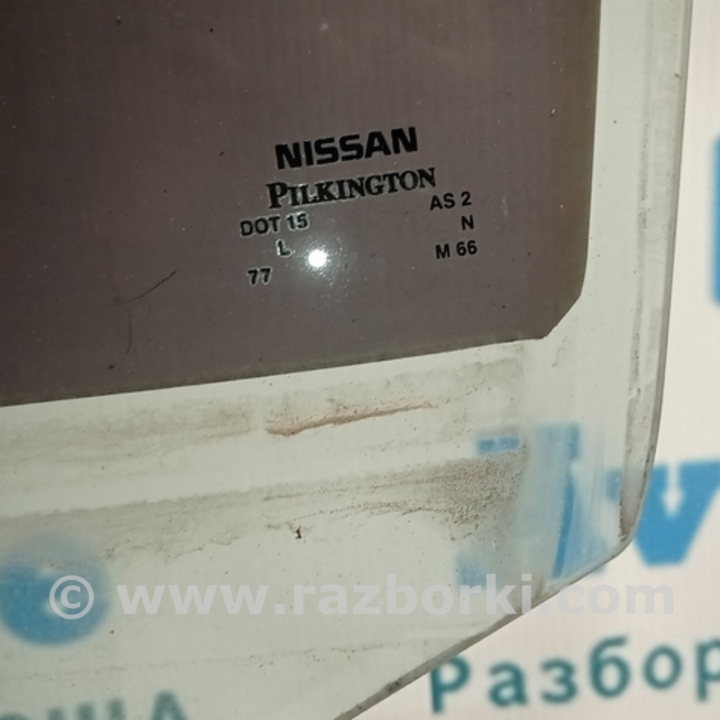 NISSAN
PILKINGTON
DOT 15 AS 2
L N
77 M 66
© www.razborki.com
Разбор